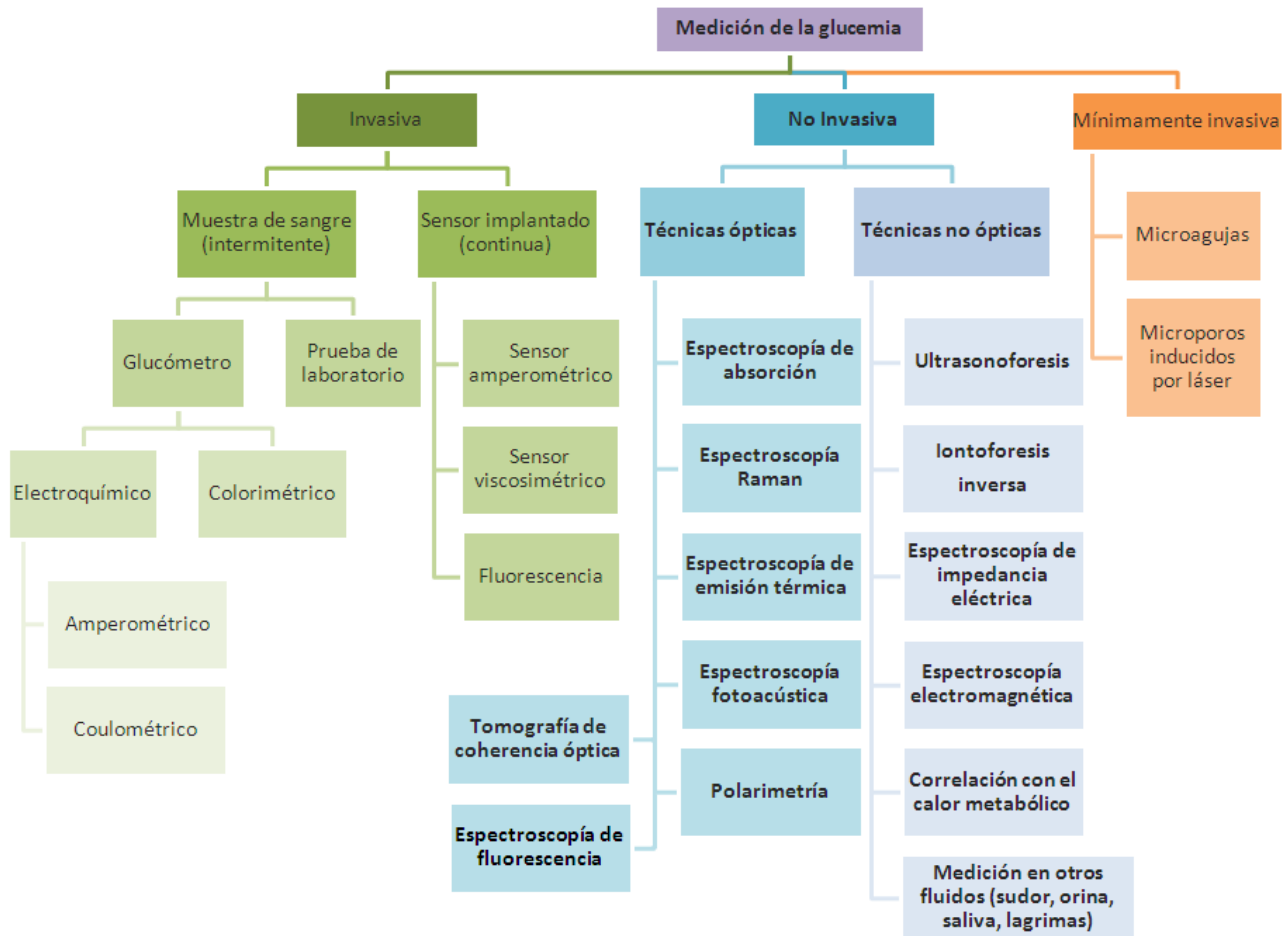 Medición de la glucemia
Invasiva
No Invasiva
Mínimamente invasiva
Muestra de sangre
(intermitente)
Sensor implantado
(continua)
Técnicas ópticas
Técnicas no ópticas
Microagujas
Microporos
inducidos
por láser
Glucómetro
Prueba de
laboratorio
Sensor
amperométrico
Sensor
viscosimétrico
Fluorescencia
Electroquímico
Colorimétrico
Amperométrico
Coulométrico
Espectroscopía de
absorción
Espectroscopía
Raman
Espectroscopía de
emisión térmica
Espectroscopía
fotoacústica
Polarimetría
Tomografía de
coherencia óptica
Espectroscopía de
fluorescencia
Ultrasonoforesis
Iontoforesis
inversa
Espectroscopía de
impedancia
eléctrica
Espectroscopía
electromagnética
Correlación con el
calor metabólico
Medición en otros
fluidos (sudor, orina,
saliva, lagrimas)